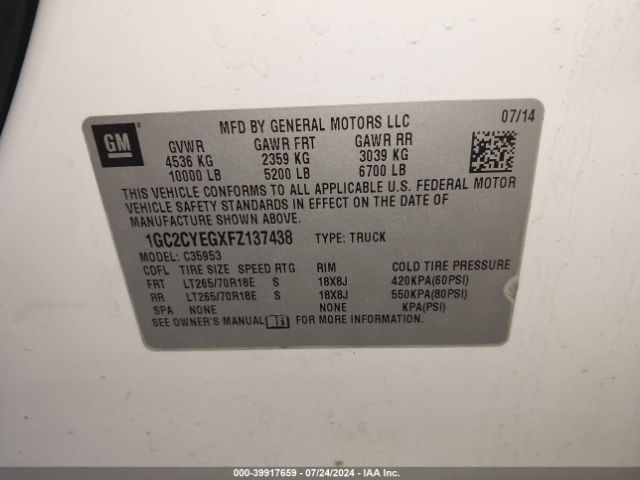 GM
MFD BY GENERAL MOTORS LLC
07/14
GVWR GAWR FRT GAWR RR
4536 KG 2359 KG 3039 KG
10000 LB 5200 LB 6700 LB
THIS VEHICLE CONFORMS TO ALL APPLICABLE U.S. FEDERAL MOTOR
VEHICLE SAFETY STANDARDS IN EFFECT ON THE DATE OF
MANUFACTURE SHOWN ABOVE.
1GC2CYEGXFZ137438 TYPE: TRUCK
MODEL: C35953
CDFL TIRE SIZE SPEED RTG RIM COLD TIRE PRESSURE
FRT LT265/70R18E S 18X8J 420KPA(60PSI)
RR LT265/70R18E S 18X8J 550KPA(80PSI)
SPA NONE NONE KPA(PSI)
SEE OWNER'S MANUAL FOR MORE INFORMATION.
000-39917659 / 07/24/2024 / IAA, Inc.